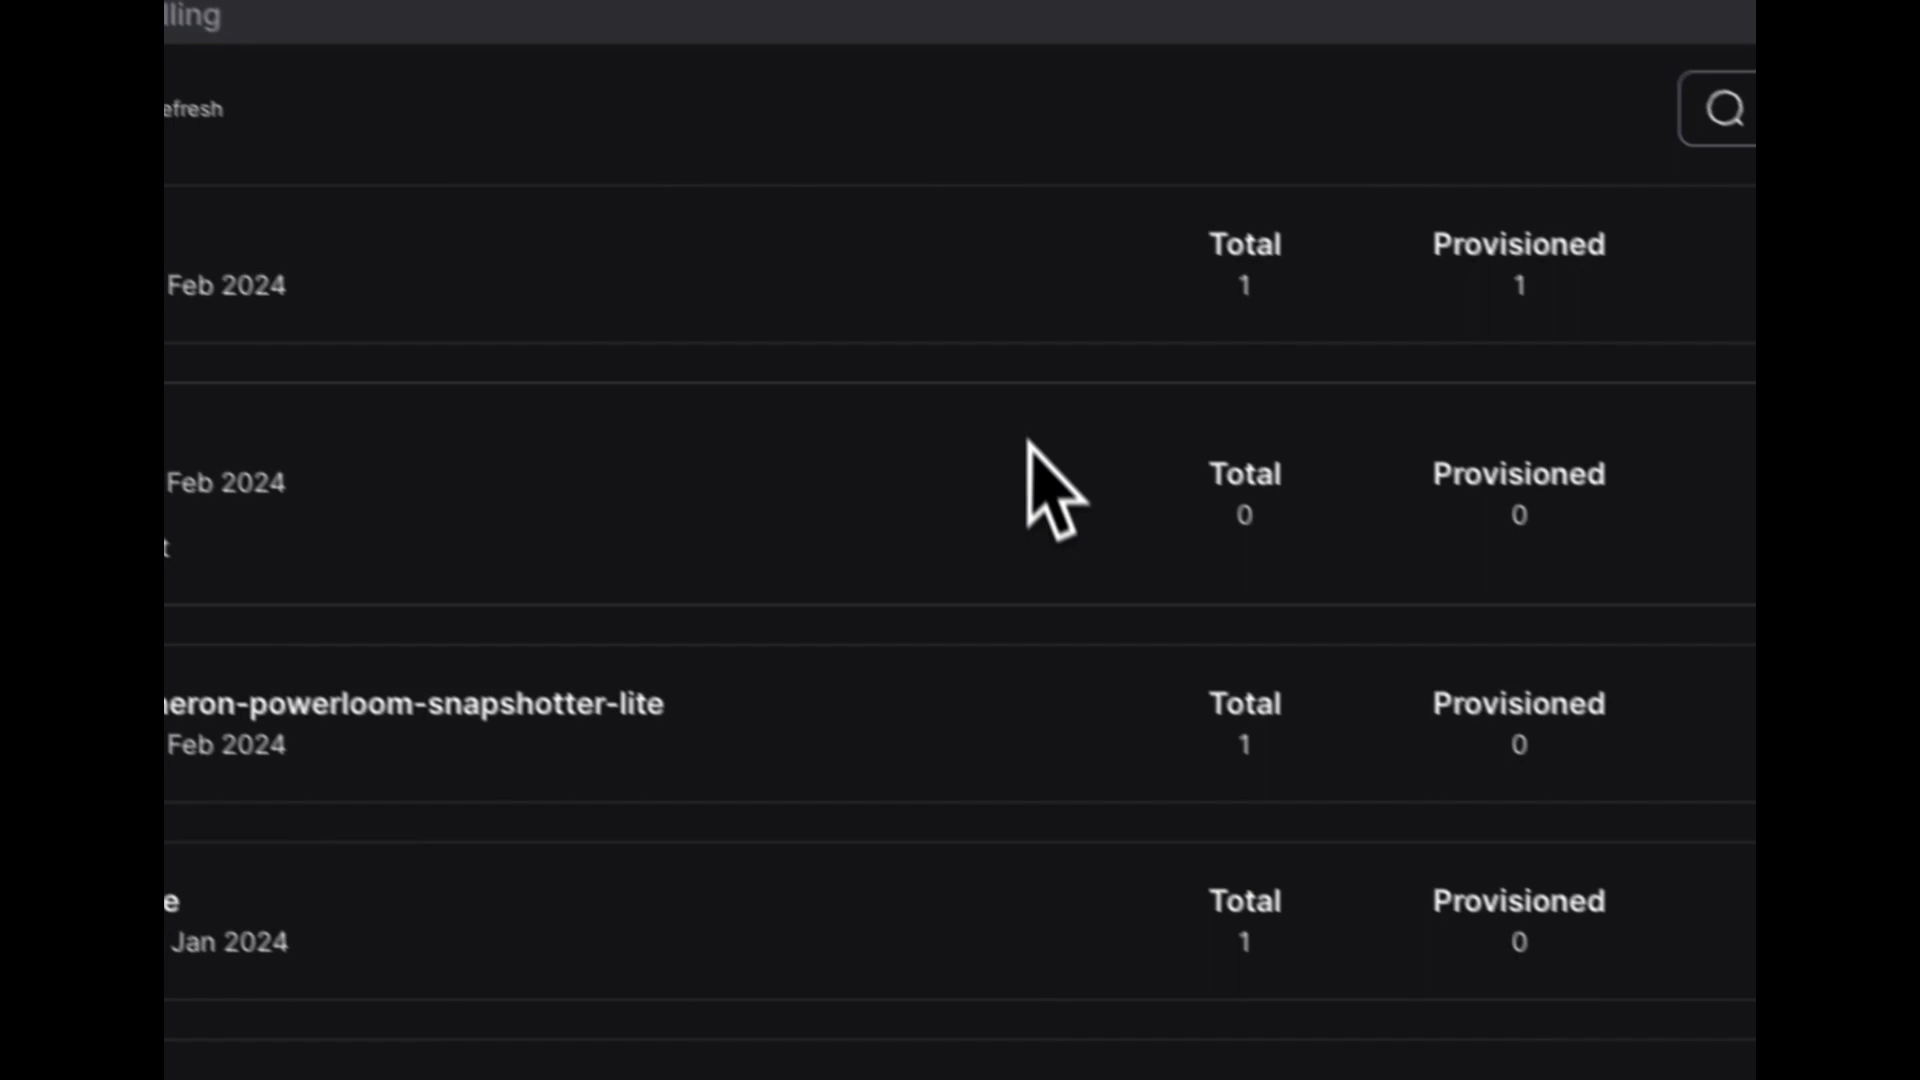 lling
efresh
Total Provisioned
Feb 2024 1 1
Total Provisioned
Feb 2024
0 0
t
neron-powerloom-snapshotter-lite Total Provisioned
Feb 2024 1 0
e Total Provisioned
Jan 2024 1 0